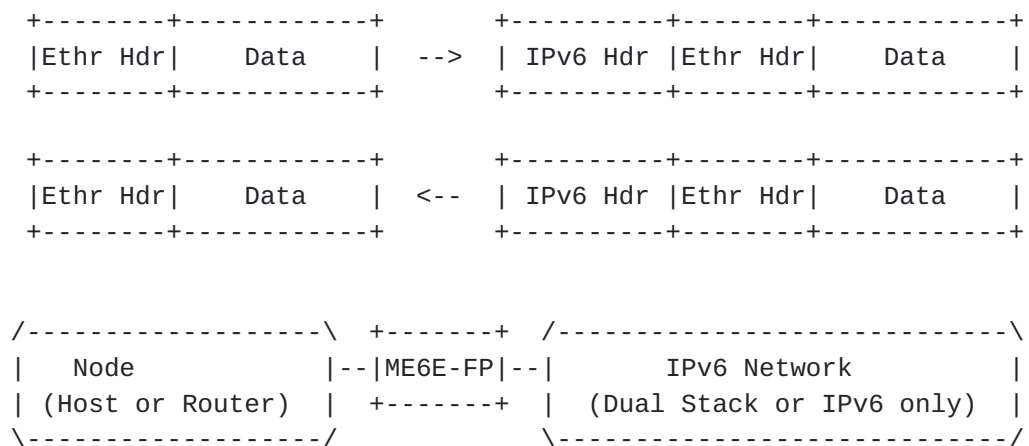 +--------+------------+      +----------+--------+------------+
|Ethr Hdr|    Data    |  -->  | IPv6 Hdr |Ethr Hdr|    Data    |
+--------+------------+      +----------+--------+------------+
+--------+------------+      +----------+--------+------------+
|Ethr Hdr|    Data    |  <--  | IPv6 Hdr |Ethr Hdr|    Data    |
+--------+------------+      +----------+--------+------------+
/-------------------\  +-------+  /-----------------------------\
|   Node            |--|ME6E-FP|--|       IPv6 Network          |
| (Host or Router)  |  +-------+  |  (Dual Stack or IPv6 only)  |
\-------------------/             \-----------------------------/